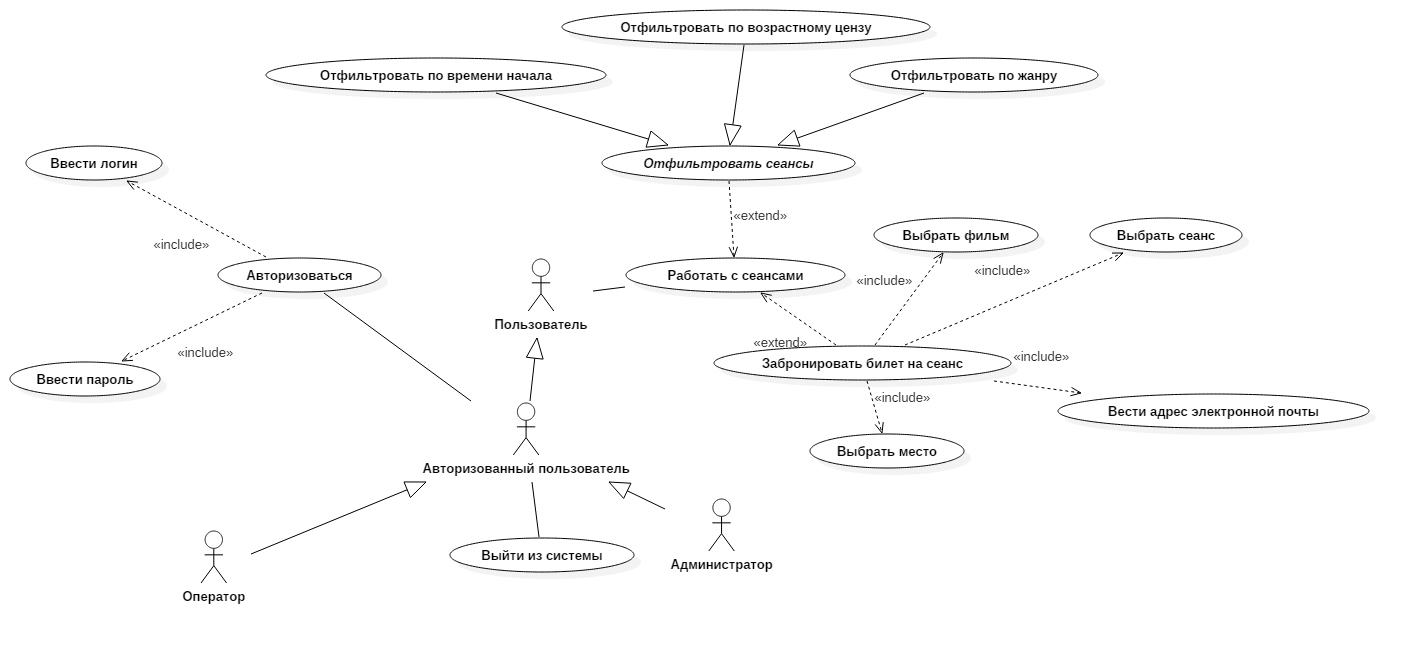 Отфильтровать по возрастному цензу
Отфильтровать по времени начала
Отфильтровать по жанру
Ввести логин
Отфильтровать сеансы
«extend»
Выбрать фильм
Выбрать сеанс
«include»
Авторизоваться
Работать с сеансами
«include»
«include»
Пользователь
«extend»
«include»
Забронировать билет на сеанс
«include»
Ввести пароль
«include»
Вести адрес электронной почты
Выбрать место
Авторизованный пользователь
Выйти из системы
Администратор
Оператор